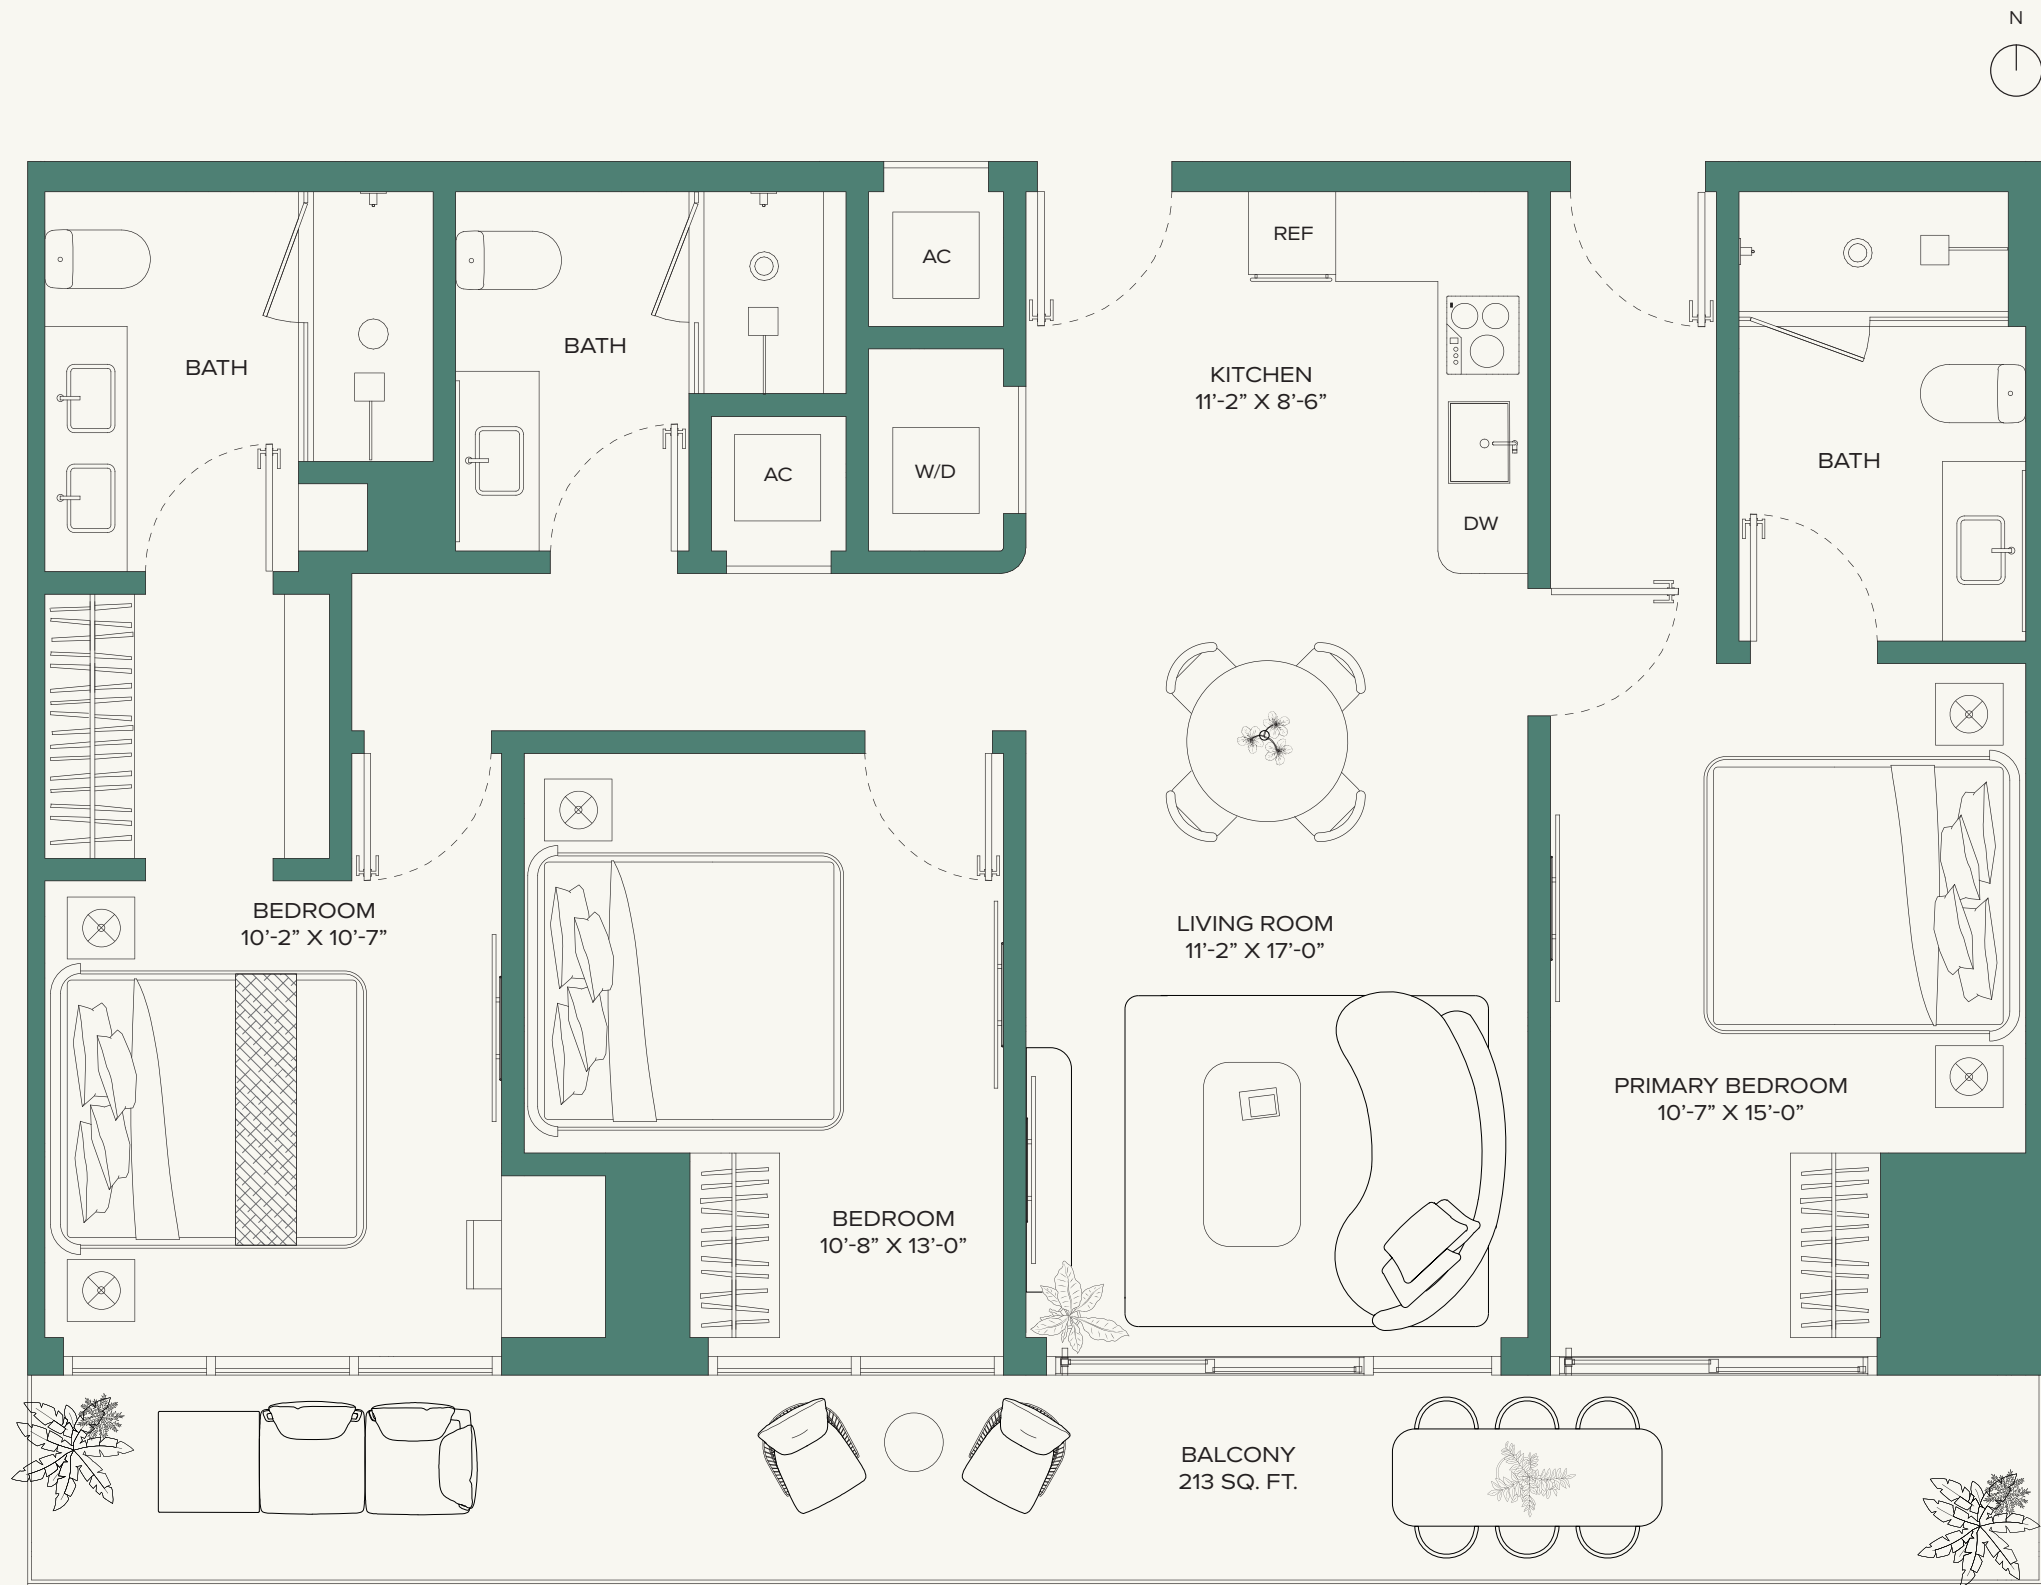 N
REF
AC
BATH
BATH
KITCHEN
11’-2” X 8’-6”
BATH
AC
W/D
DW
BEDROOM
10’-2” X 10’-7”
LIVING ROOM
11’-2” X 17’-0”
PRIMARY BEDROOM
10’-7” X 15’-0”
BEDROOM
10’-8” X 13’-0”
BALCONY
213 SQ. FT.